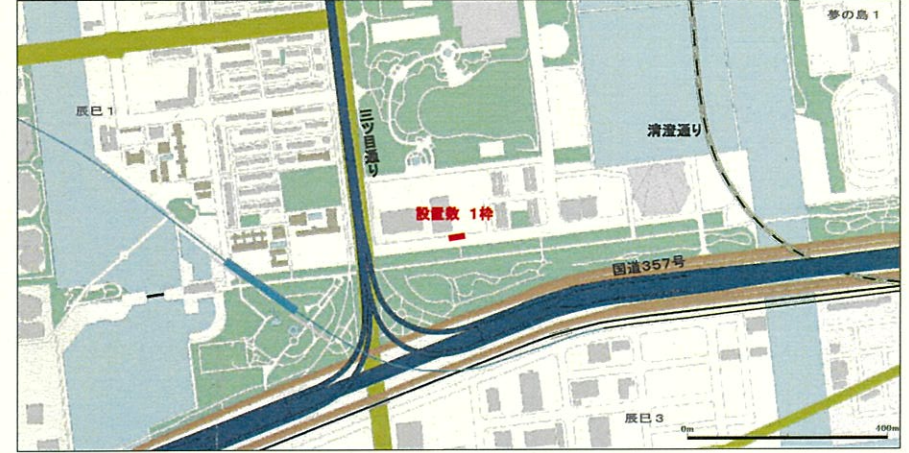 夢の島1
辰巳1
三ツ目通り
清澄通り
設置数 1枠
国道357号
辰巳3
0m
400m